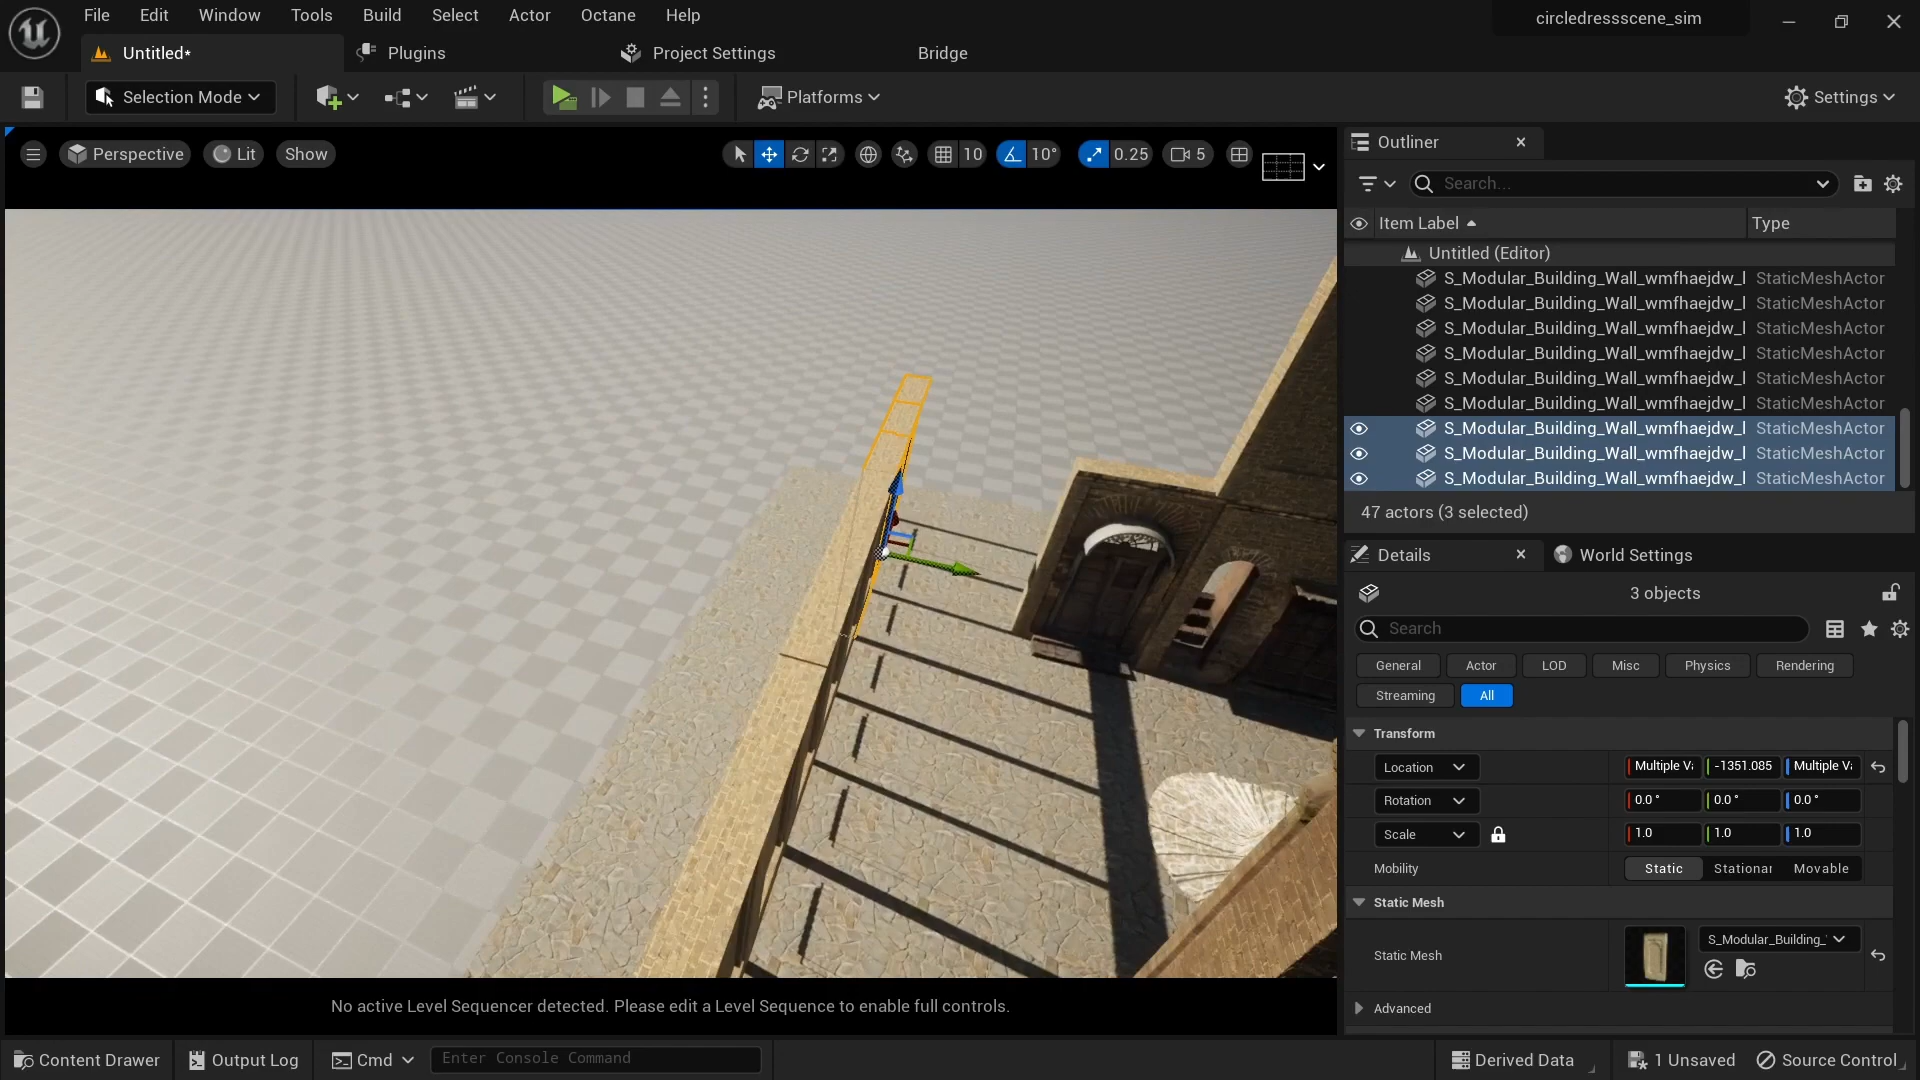 File Edit Window Tools Build Select Actor Octane Help
circledressscene_sim
Untitled* Plugins Project Settings Bridge
Selection Mode
Platforms
Settings
Perspective Lit Show
10 10° 0.25 5
Outliner
Search...
Item Label Type
Untitled (Editor)
S_Modular_Building_Wall_wmfhaejdw_l StaticMeshActor
S_Modular_Building_Wall_wmfhaejdw_l StaticMeshActor
S_Modular_Building_Wall_wmfhaejdw_l StaticMeshActor
S_Modular_Building_Wall_wmfhaejdw_l StaticMeshActor
S_Modular_Building_Wall_wmfhaejdw_l StaticMeshActor
S_Modular_Building_Wall_wmfhaejdw_l StaticMeshActor
S_Modular_Building_Wall_wmfhaejdw_l StaticMeshActor
S_Modular_Building_Wall_wmfhaejdw_l StaticMeshActor
S_Modular_Building_Wall_wmfhaejdw_l StaticMeshActor
47 actors (3 selected)
Details World Settings
3 objects
Search
General Actor LOD Misc Physics Rendering
Streaming All
Transform
Location Multiple Va -1351.085 Multiple Va
Rotation 0.0 ° 0.0 ° 0.0 °
Scale 1.0 1.0 1.0
Mobility Static Stationar Movable
Static Mesh
Static Mesh S_Modular_Building_
Advanced
No active Level Sequencer detected. Please edit a Level Sequence to enable full controls.
Content Drawer Output Log Cmd Enter Console Command
Derived Data 1 Unsaved Source Control